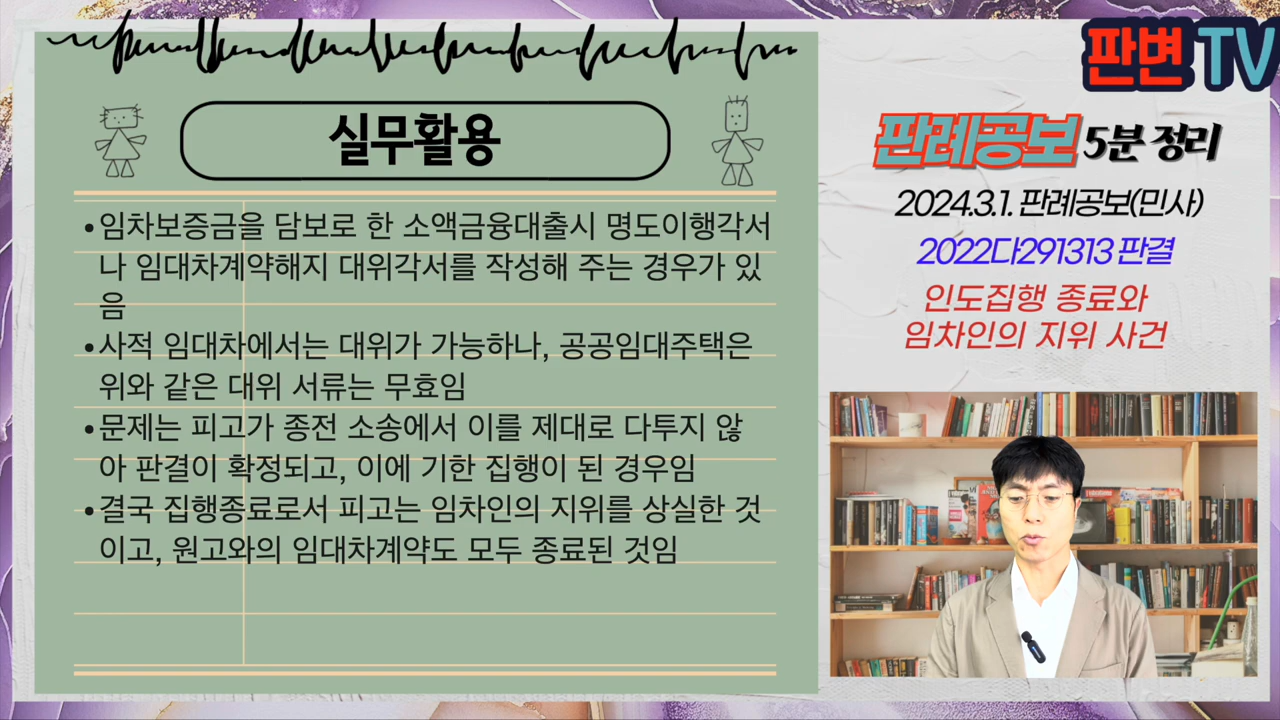 실무활용
•임차보증금을 담보로 한 소액금융대출시 명도이행각서
나 임대차계약해지 대위각서를 작성해 주는 경우가 있
음
•사적 임대차에서는 대위가 가능하나, 공공임대주택은
위와 같은 대위 서류는 무효임
•문제는 피고가 종전 소송에서 이를 제대로 다투지 않
아 판결이 확정되고, 이에 기한 집행이 된 경우임
•결국 집행종료로서 피고는 임차인의 지위를 상실한 것
이고, 원고와의 임대차계약도 모두 종료된 것임
판변 TV
판례공보 5분 정리
2024.3.1. 판례공보(민사)
2022다291313 판결
인도집행 종료와
임차인의 지위 사건